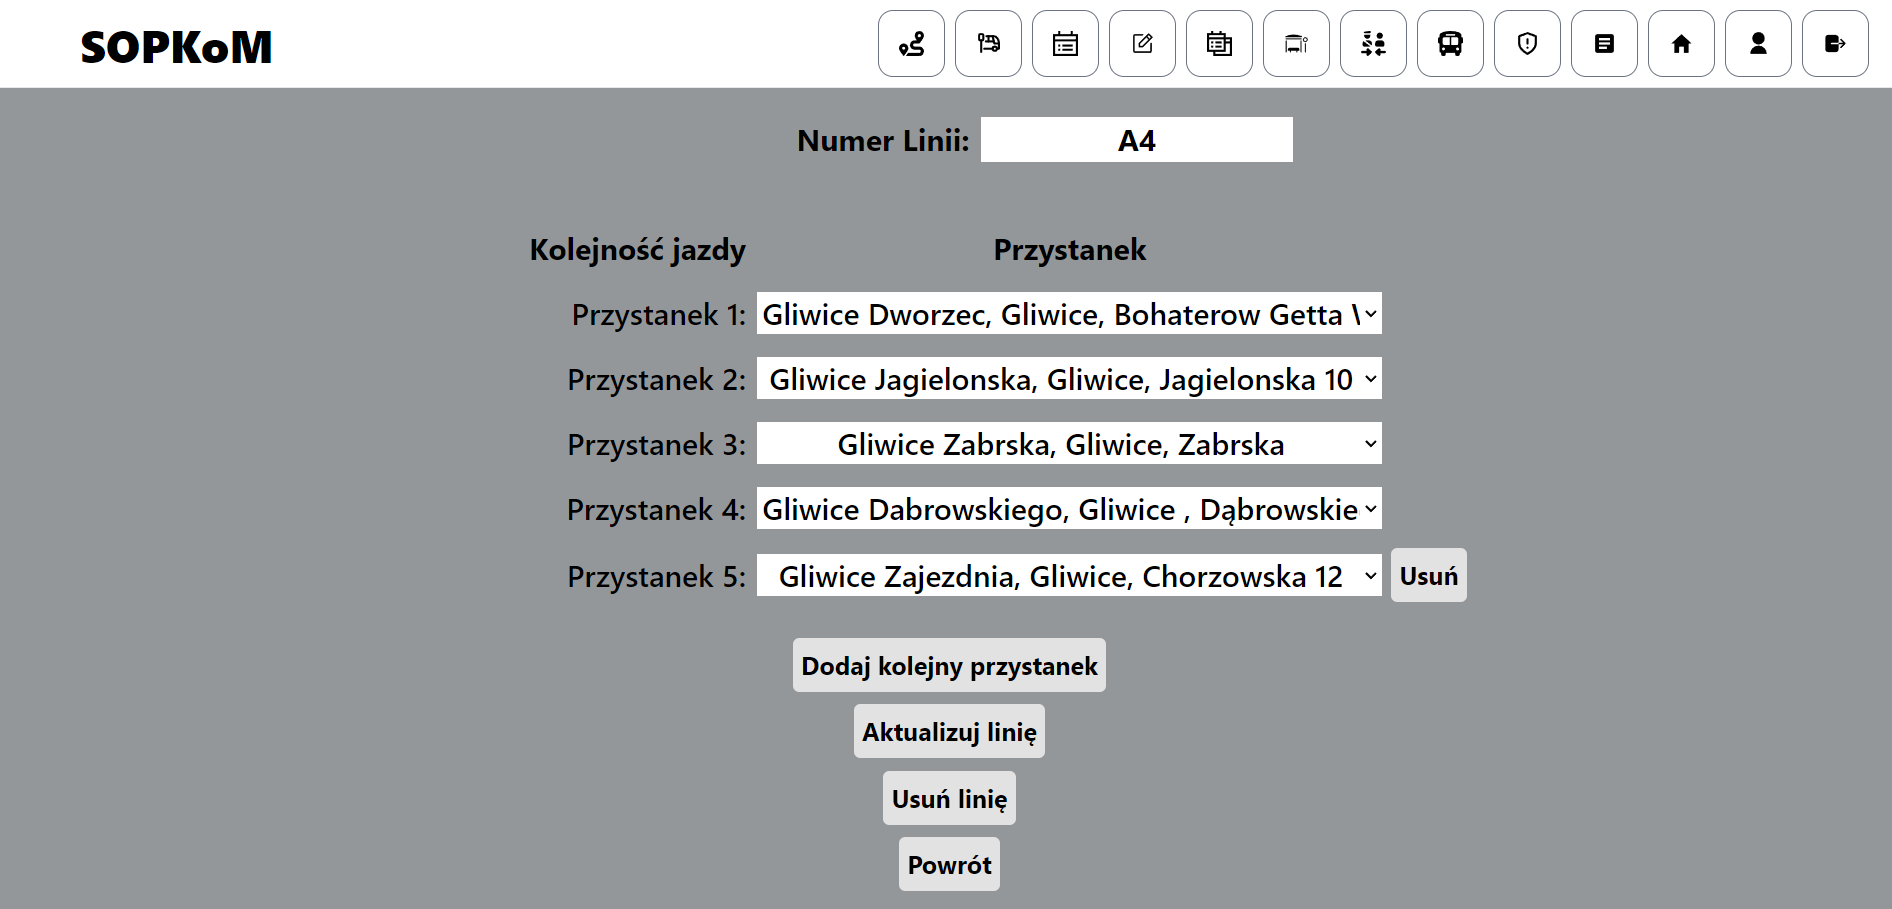 SOPKoM
Numer Linii: A4
Kolejność jazdy Przystanek
Przystanek 1: Gliwice Dworzec, Gliwice, Bohaterow Getta
Przystanek 2: Gliwice Jagielonska, Gliwice, Jagielonska 10
Przystanek 3: Gliwice Zabrska, Gliwice, Zabrska
Przystanek 4: Gliwice Dabrowskiego, Gliwice , Dąbrowskie
Przystanek 5: Gliwice Zajezdnia, Gliwice, Chorzowska 12 Usuń
Dodaj kolejny przystanek
Aktualizuj linię
Usuń linię
Powrót